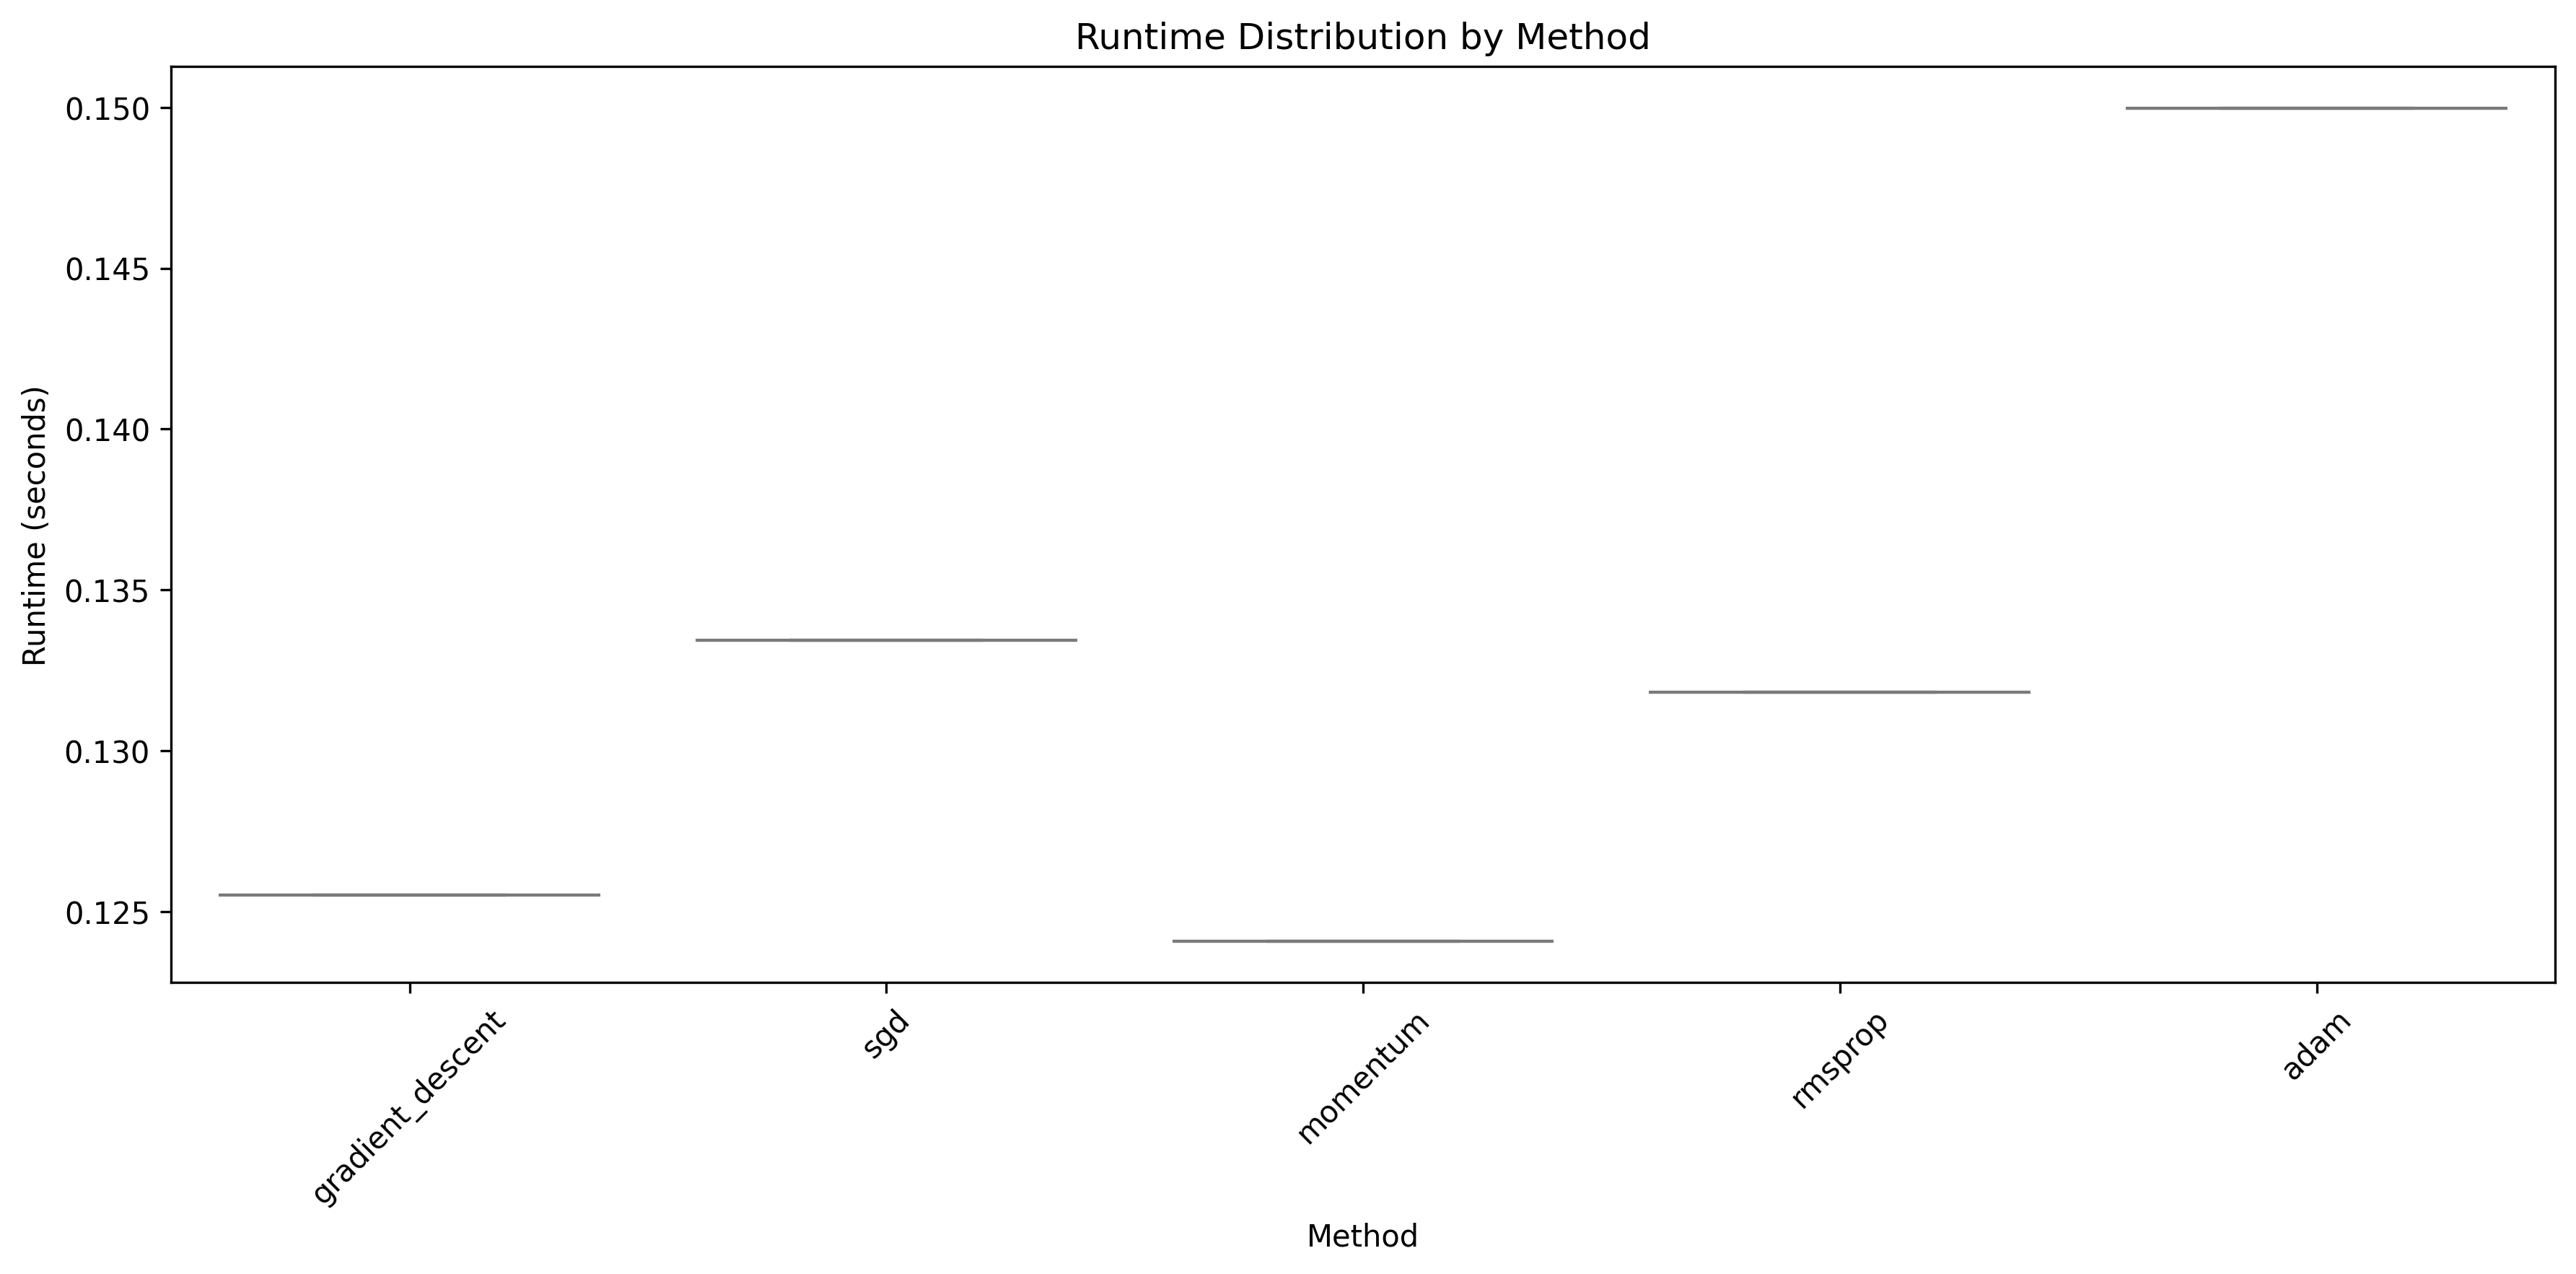 Runtime Distribution by Method
Runtime (seconds)
0.150
0.145
0.140
0.135
0.130
0.125
gradient_descent
sgd
momentum
rmsprop
adam
Method